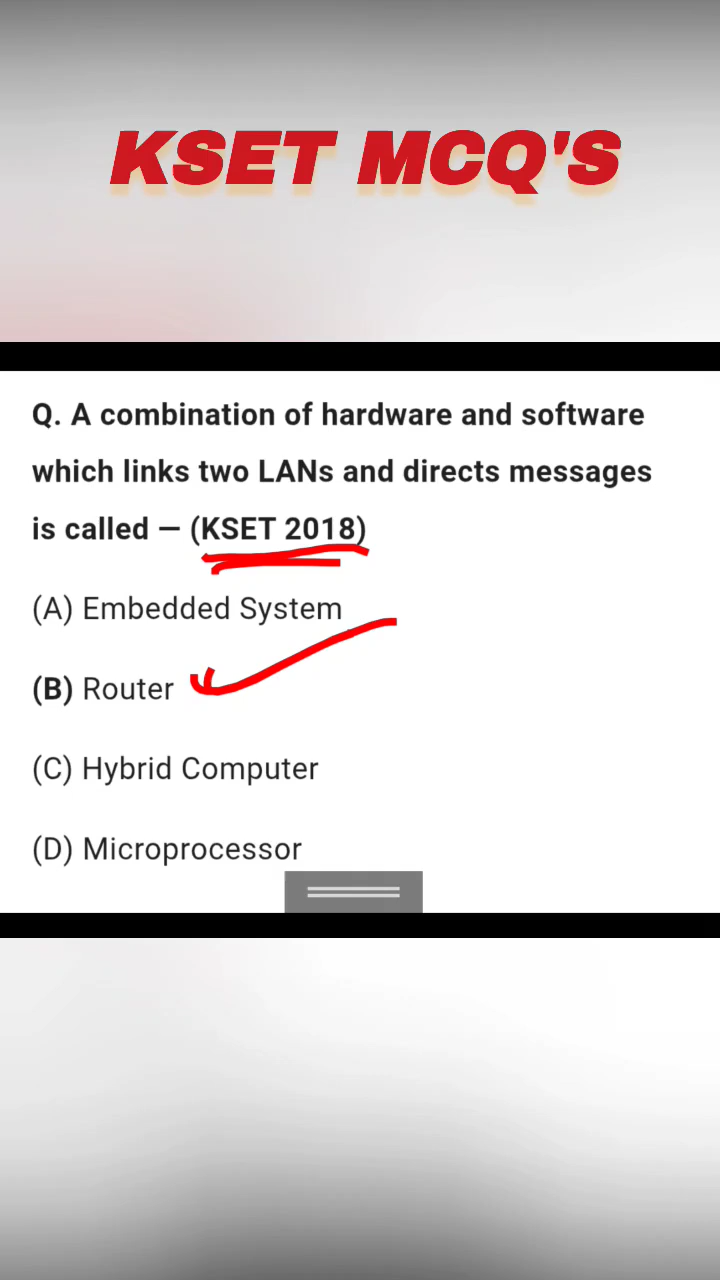 KSET MCQ'S
Q. A combination of hardware and software
which links two LANs and directs messages
is called — (KSET 2018)
(A) Embedded System
(B) Router
(C) Hybrid Computer
(D) Microprocessor